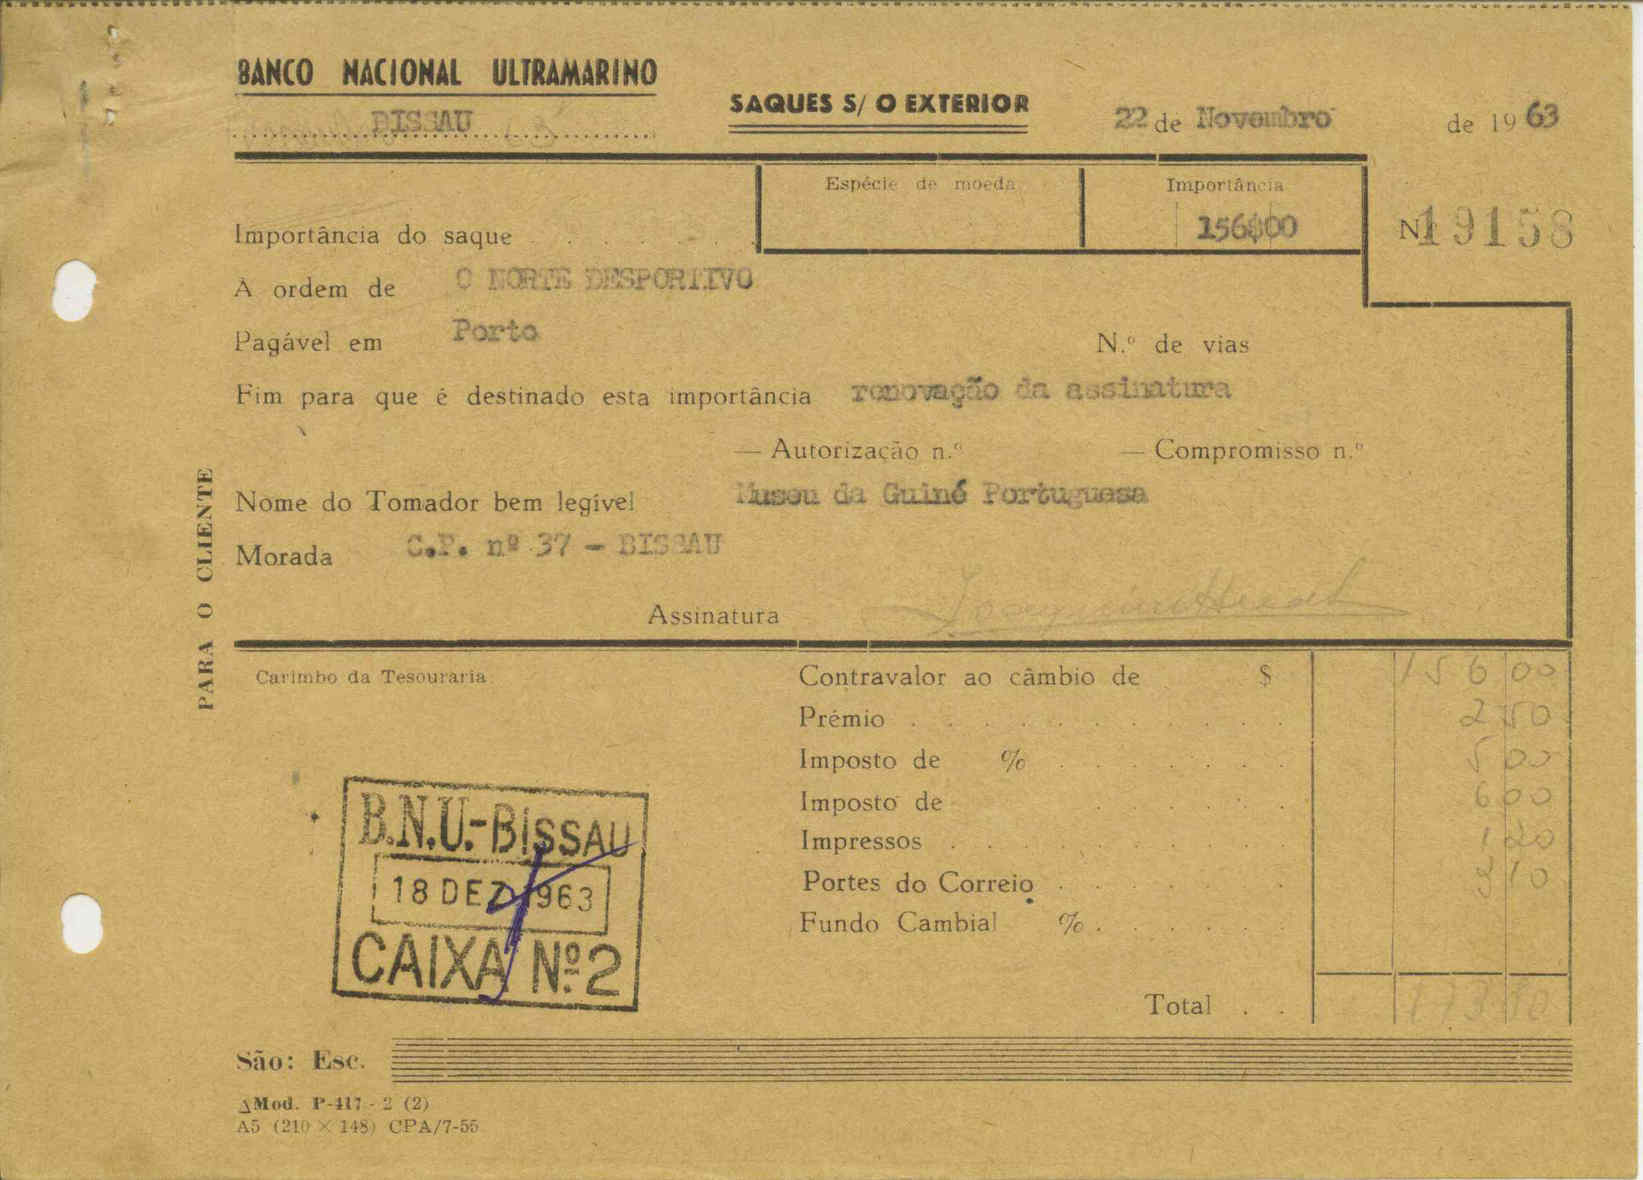 BANCO NACIONAL ULTRAMARINO
BISSAU
SAQUES S/ O EXTERIOR
22 de Novembro de 1963
Espécie de moeda
Importância
Importância do saque
156$00
Nº 19158
À ordem de O NORTE DESPORTIVO
Pagável em Porto
N.º de vias
Fim para que é destinado esta importância renovação da assinatura
— Autorização n.º — Compromisso n.º
Nome do Tomador bem legível Museu da Guiné Portuguesa
Morada C.P. nº 37 - BISSAU
Assinatura
PARA O CLIENTE
Carimbo da Tesouraria
Contravalor ao câmbio de $ 156 00
Prémio 2 50
Imposto de % 5 00
Imposto de 6 00
Impressos 1 20
Portes do Correio 3 10
Fundo Cambial %
Total 173 80
B.N.U.-BISSAU
18 DEZ 1963
CAIXA Nº 2
São: Esc.
Mod. P-417 - 2 (2)
A5 (210 × 148) CPA/7-55